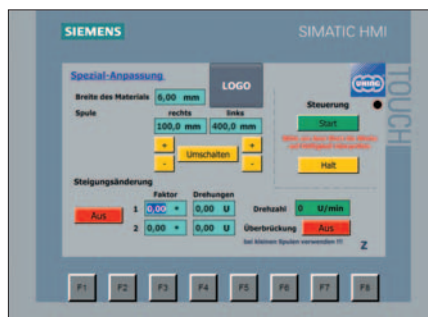 SIEMENS SIMATIC HMI
TOUCH
Spezial-Anpassung LOGO
UHING
Breite des Materials 6,00 mm Steuerung
Spule rechts links Start
100,0 mm 400,0 mm
+ Umschalten +
- - Halt
Steigungsänderung
Faktor Drehungen
Aus 1 0,00 ° 0,00 U Drehzahl 0 U/min
2 0,00 ° 0,00 U Überbrückung Aus
bei kleinen Spulen verwenden !!! Z
F1 F2 F3 F4 F5 F6 F7 F8